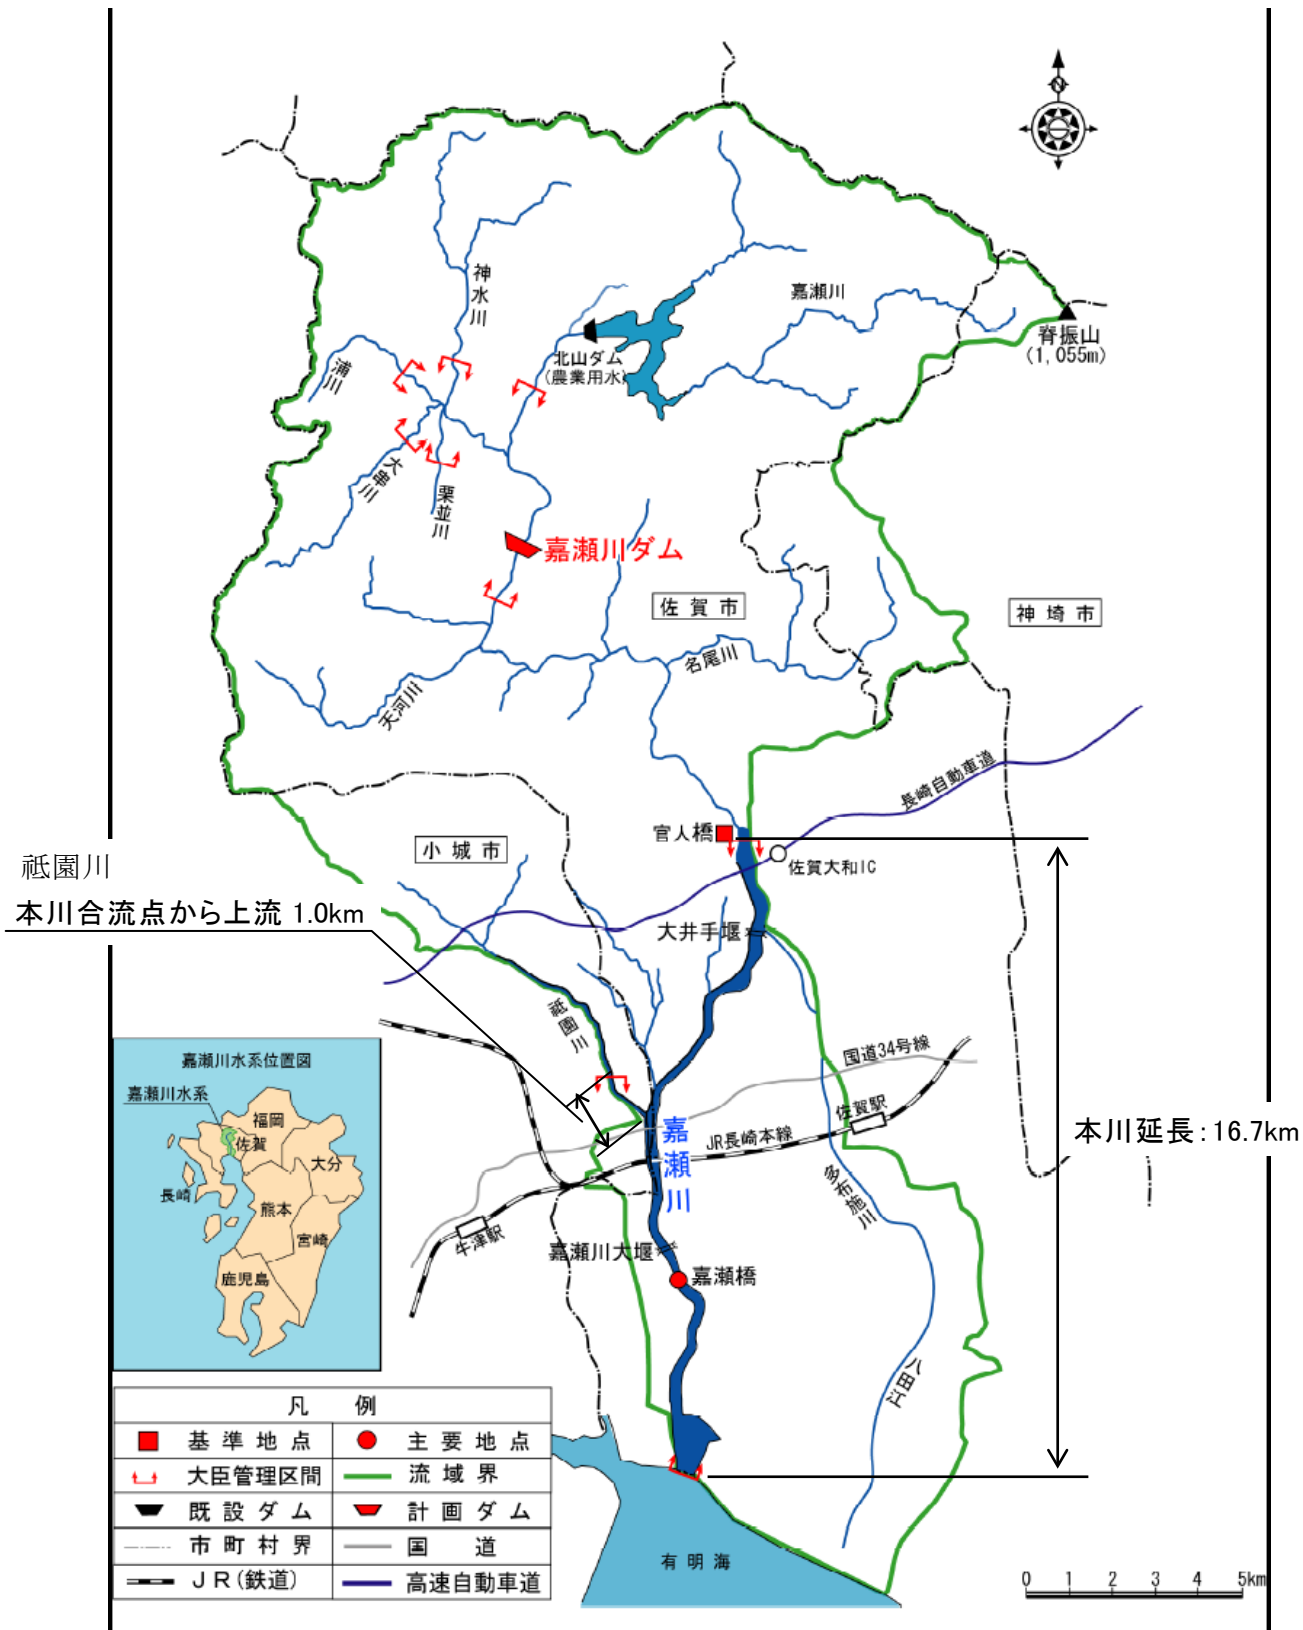 N
神水川
嘉瀬川
脊振山
(1,055m)
北山ダム
(農業用水)
浦川
大串川
栗並川
嘉瀬川ダム
佐賀市
神埼市
名尾川
天河川
長崎自動車道
官人橋
佐賀大和IC
小城市
祇園川
本川合流点から上流 1.0km
大井手堰
祇園川
国道34号線
佐賀駅
JR長崎本線
嘉瀬川
本川延長:16.7km
多布施川
牛津駅
嘉瀬川大堰
嘉瀬橋
八田江
有明海
嘉瀬川水系位置図
嘉瀬川水系
福岡
佐賀
大分
長崎
熊本
宮崎
鹿児島
凡 例
基準地点
主要地点
大臣管理区間
流域界
既設ダム
計画ダム
市町村界
国 道
JR(鉄道)
高速自動車道
0 1 2 3 4 5km